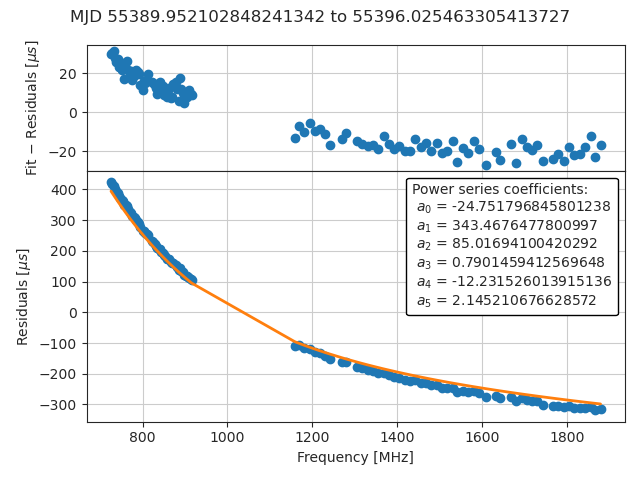 MJD 55389.952102848241342 to 55396.025463305413727
Fit − Residuals [μs]
20
0
−20
Residuals [μs]
400
300
200
100
0
−100
−200
−300
Power series coefficients:
a0 = -24.751796845801238
a1 = 343.4676477800997
a2 = 85.01694100420292
a3 = 0.7901459412569648
a4 = -12.231526013915136
a5 = 2.145210676628572
800 1000 1200 1400 1600 1800
Frequency [MHz]